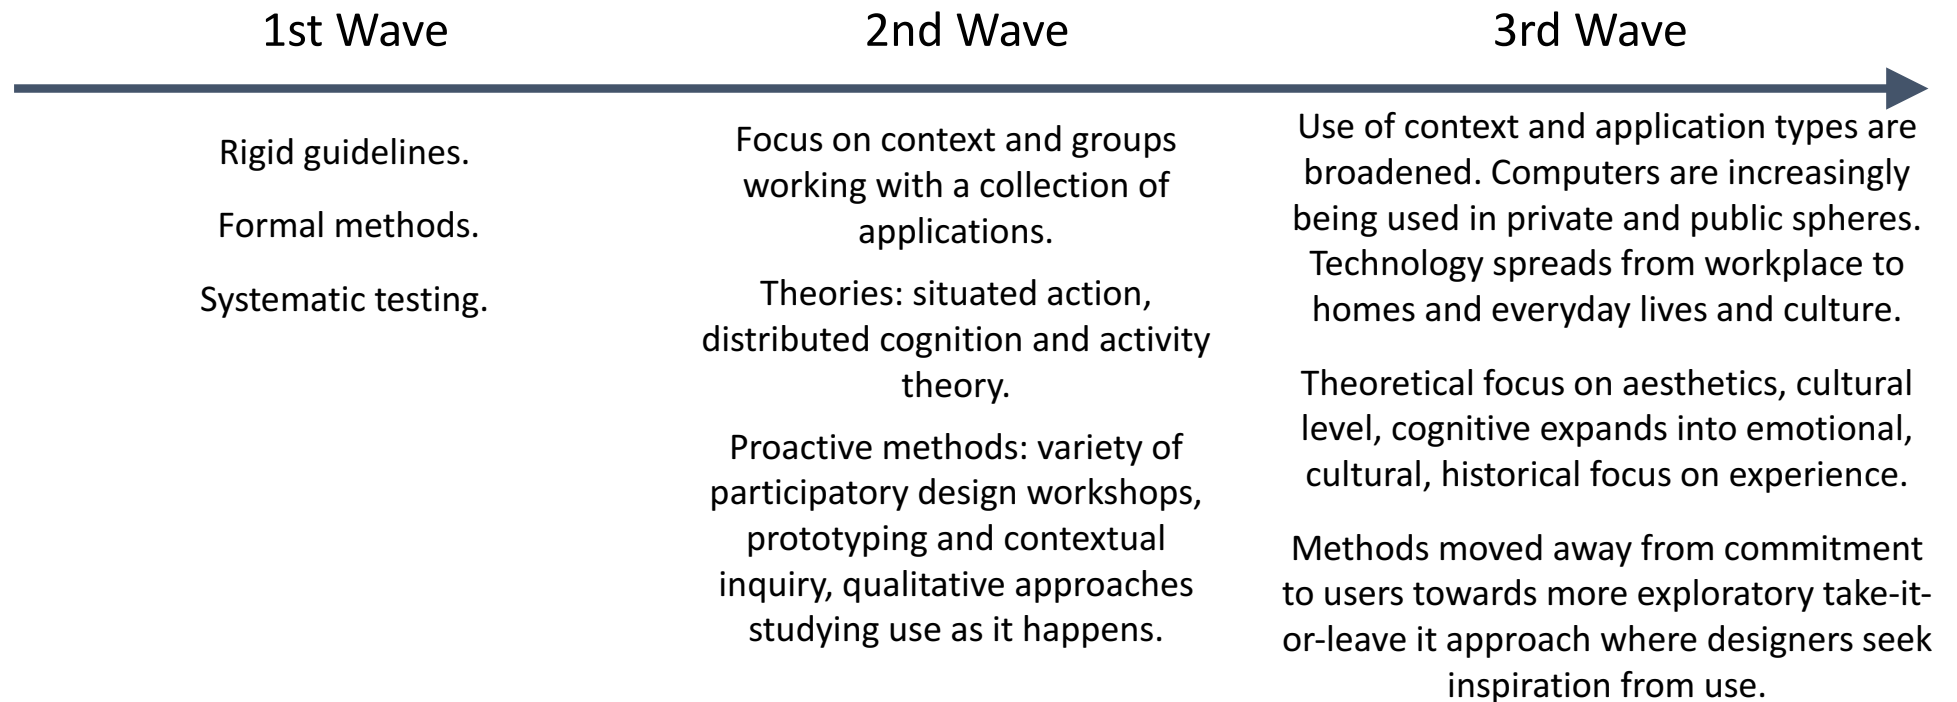 1st Wave
2nd Wave
3rd Wave
Rigid guidelines.
Formal methods.
Systematic testing.
Focus on context and groups
working with a collection of
applications.
Theories: situated action,
distributed cognition and activity
theory.
Proactive methods: variety of
participatory design workshops,
prototyping and contextual
inquiry, qualitative approaches
studying use as it happens.
Use of context and application types are
broadened. Computers are increasingly
being used in private and public spheres.
Technology spreads from workplace to
homes and everyday lives and culture.
Theoretical focus on aesthetics, cultural
level, cognitive expands into emotional,
cultural, historical focus on experience.
Methods moved away from commitment
to users towards more exploratory take-it-
or-leave it approach where designers seek
inspiration from use.